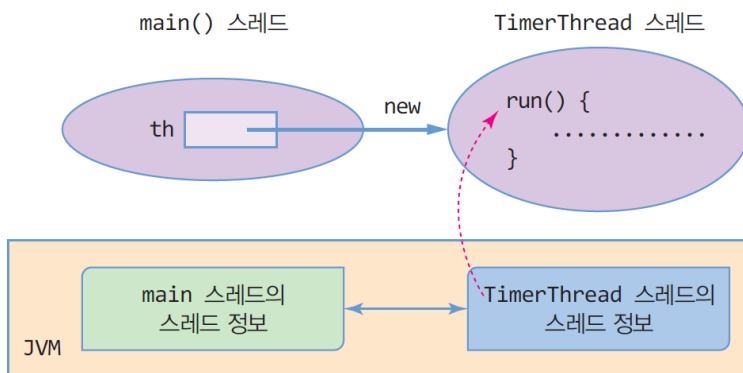 main() 스레드
TimerThread 스레드
th
new
run() {
.............
}
main 스레드의
스레드 정보
TimerThread 스레드의
스레드 정보
JVM